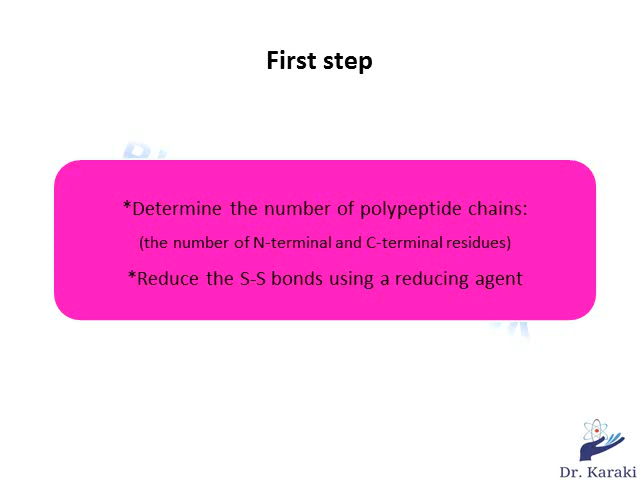 First step
*Determine the number of polypeptide chains:
(the number of N-terminal and C-terminal residues)
*Reduce the S-S bonds using a reducing agent
Dr. Karaki